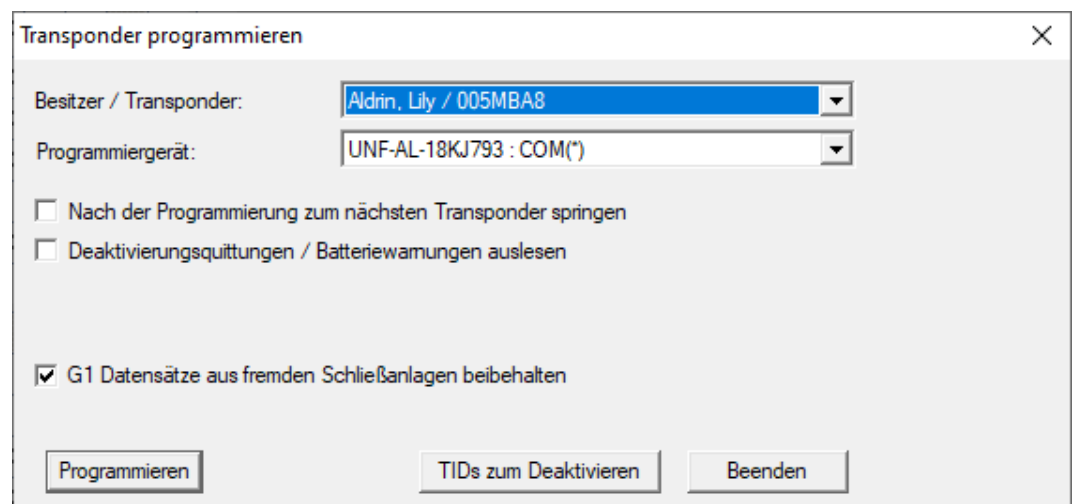 Transponder programmieren
Besitzer / Transponder: Aldrin, Lily / 005MBA8
Programmiergerät: UNF-AL-18KJ793 : COM(*)
Nach der Programmierung zum nächsten Transponder springen
Deaktivierungsquittungen / Batteriewarnungen auslesen
G1 Datensätze aus fremden Schließanlagen beibehalten
Programmieren TIDs zum Deaktivieren Beenden